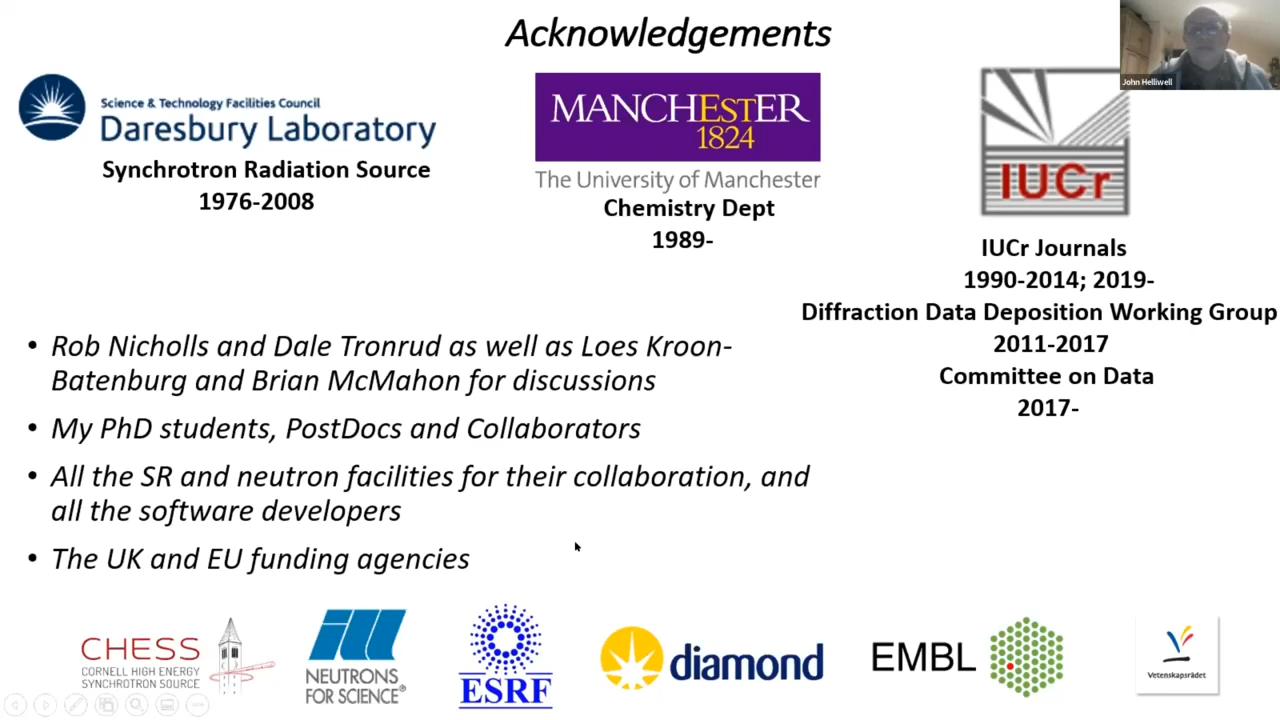 Acknowledgements
John Helliwell
Science & Technology Facilities Council
Daresbury Laboratory
Synchrotron Radiation Source
1976-2008
MANCHESTER
1824
The University of Manchester
Chemistry Dept
1989-
IUCr
IUCr Journals
1990-2014; 2019-
Diffraction Data Deposition Working Group
2011-2017
Committee on Data
2017-
• Rob Nicholls and Dale Tronrud as well as Loes Kroon-
Batenburg and Brian McMahon for discussions
• My PhD students, PostDocs and Collaborators
• All the SR and neutron facilities for their collaboration, and
all the software developers
• The UK and EU funding agencies
CHESS
CORNELL HIGH ENERGY
SYNCHROTRON SOURCE
ill
NEUTRONS
FOR SCIENCE®
ESRF
diamond
EMBL
Vetenskapsrådet